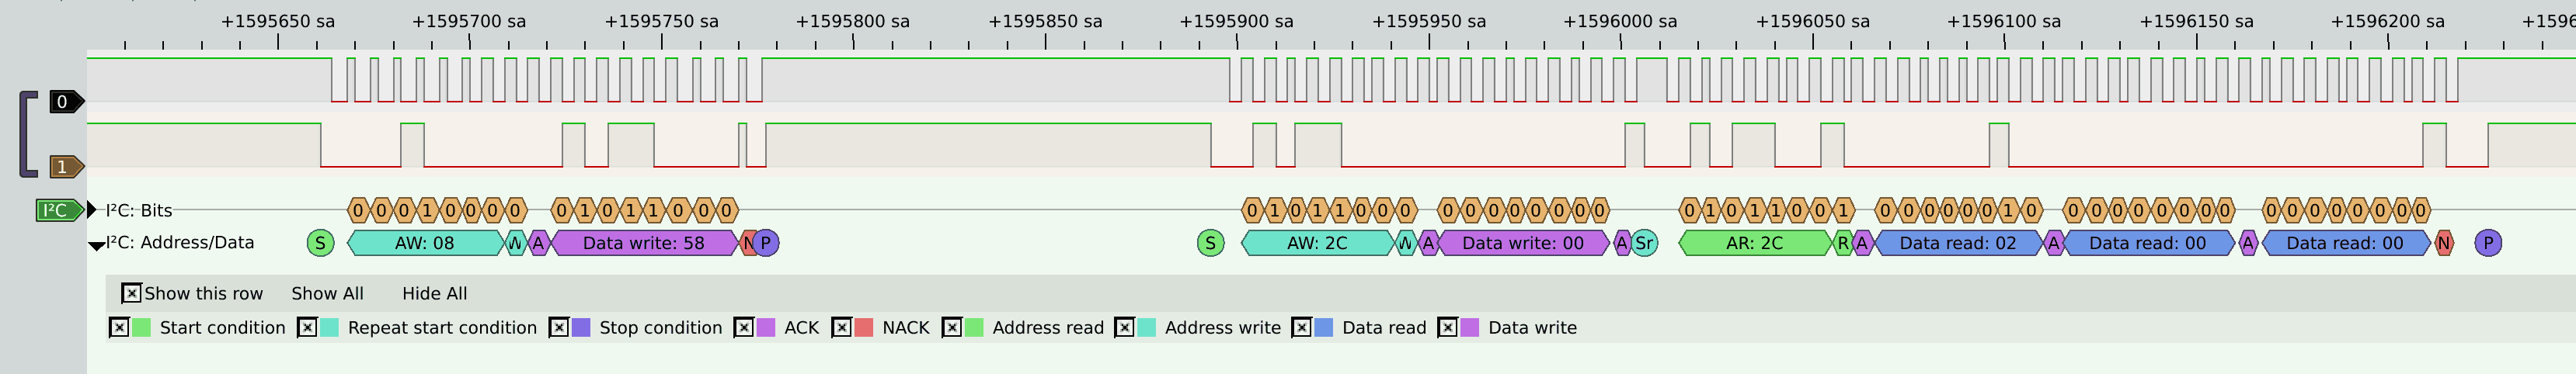 +1595650 sa +1595700 sa +1595750 sa +1595800 sa +1595850 sa +1595900 sa +1595950 sa +1596000 sa +1596050 sa +1596100 sa +1596150 sa +1596200 sa +1596
0
1
I²C I²C: Bits 0 0 0 1 0 0 0 0 0 1 0 1 1 0 0 0 0 1 0 1 1 0 0 0 0 0 0 0 0 0 0 0 0 1 0 1 1 0 0 1 0 0 0 0 0 0 1 0 0 0 0 0 0 0 0 0 0 0 0 0 0 0 0 0
I²C: Address/Data S AW: 08 W A Data write: 58 N P S AW: 2C W A Data write: 00 A Sr AR: 2C R A Data read: 02 A Data read: 00 A Data read: 00 N P
Show this row Show All Hide All
Start condition Repeat start condition Stop condition ACK NACK Address read Address write Data read Data write